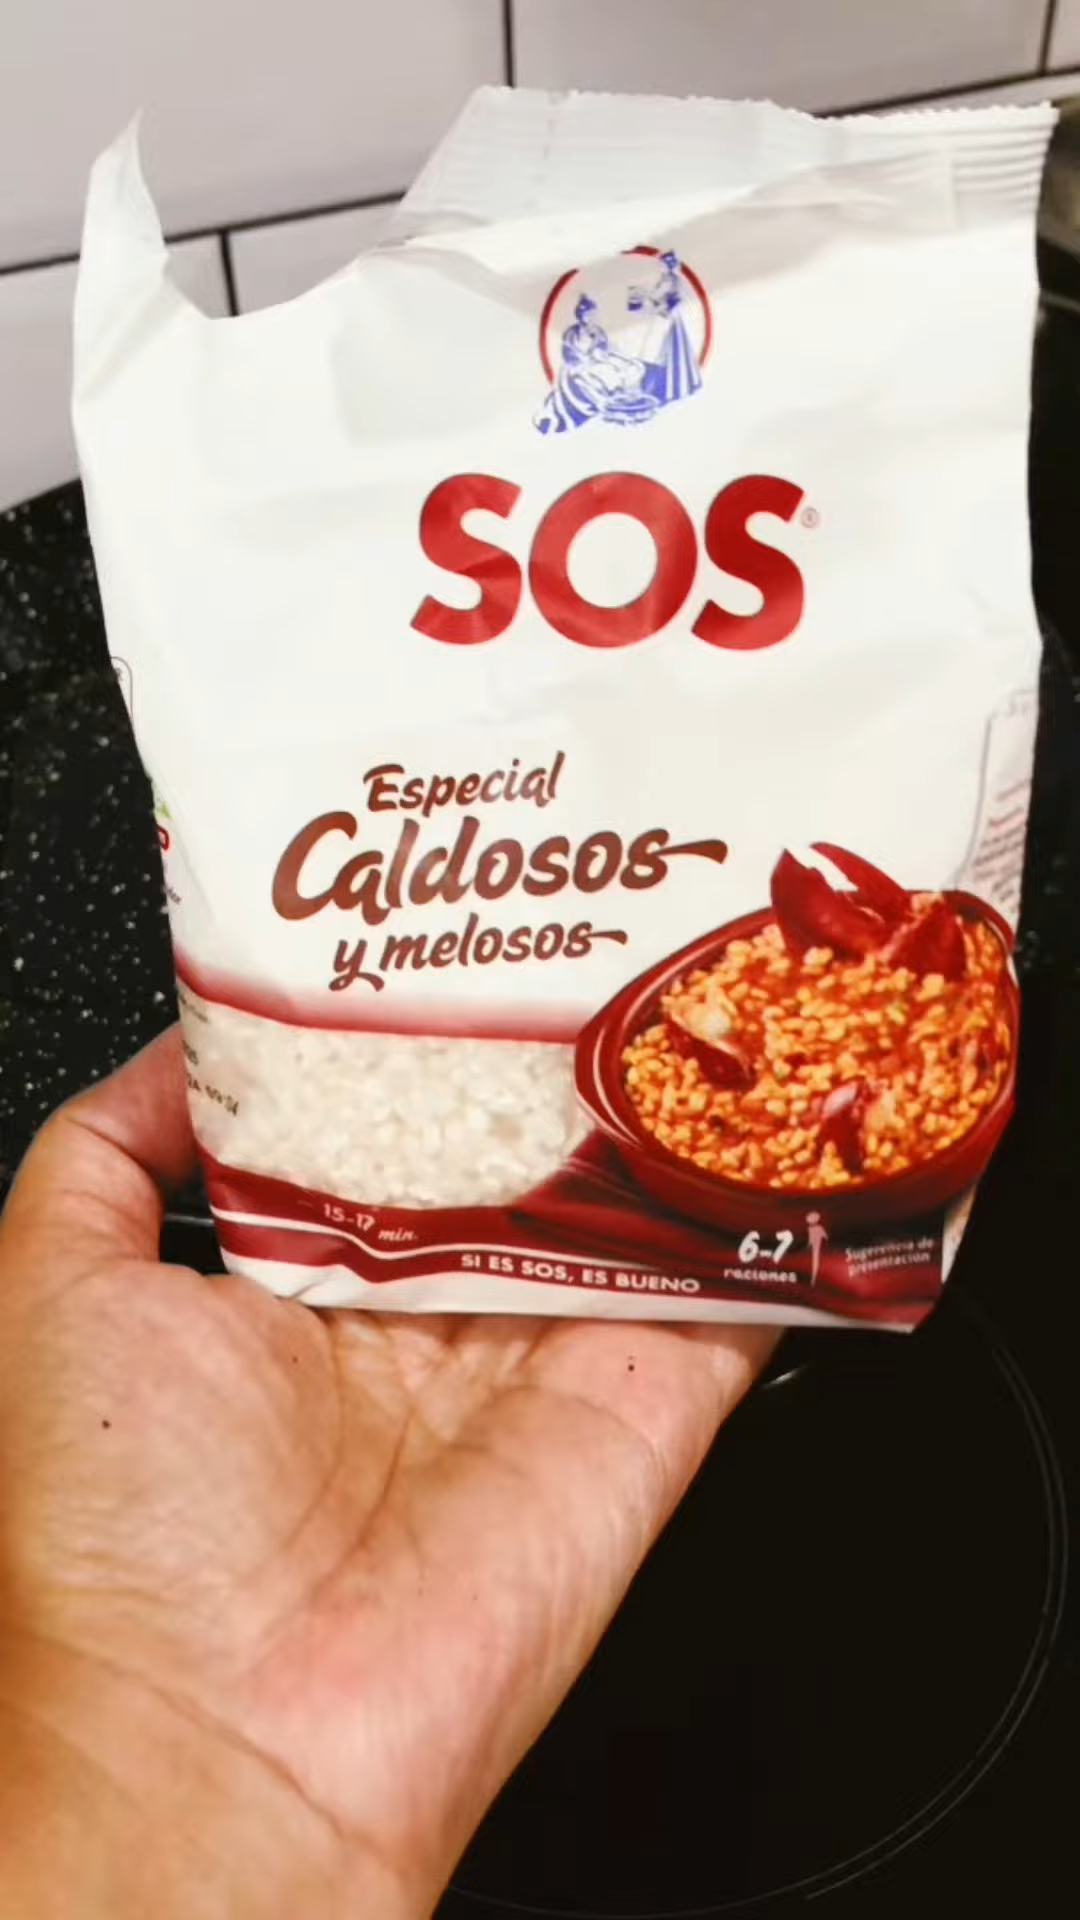 SOS®
Especial
Caldosos
y melosos
15-17 min.
SI ES SOS, ES BUENO
6-7
raciones
Sugerencia de
presentación